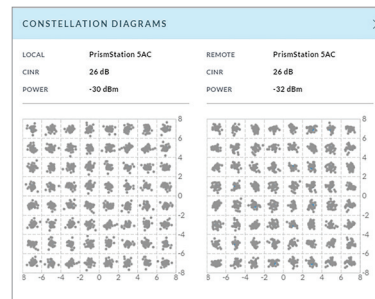 CONSTELLATION DIAGRAMS
LOCAL PrismStation 5AC
CINR 26 dB
POWER -30 dBm
REMOTE PrismStation 5AC
CINR 26 dB
POWER -32 dBm
8
6
4
2
0
-2
-4
-6
-8
8 -6 -4 -2 0 2 4 6 8
8
6
4
2
0
-2
-4
-6
-8
8 -6 -4 -2 0 2 4 6 8